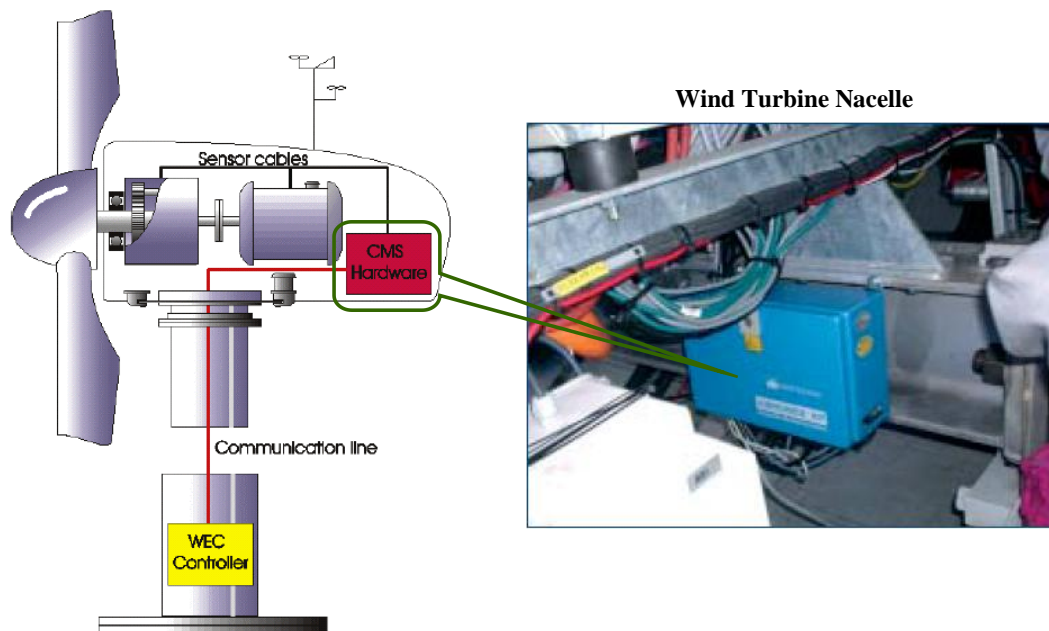 Wind Turbine Nacelle
Sensor cables
CMS
Hardware
Communication line
WEC
Controller